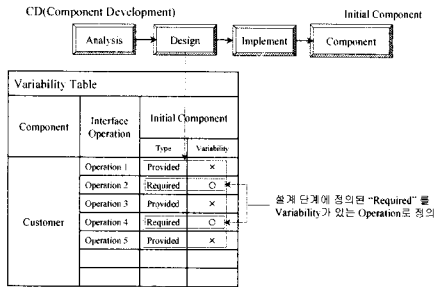 CD(Component Development)
Initial Component
Analysis
Design
Implement
Component
Variability Table
Component
Interface
Operation
Initial Component
Type
Variability
Operation 1 Provided ×
Operation 2 Required ○
Operation 3 Provided ×
Customer
Operation 4 Required ○
Operation 5 Provided ×
설계 단계에 정의된 “Required” 를
Variability가 있는 Operation로 정의